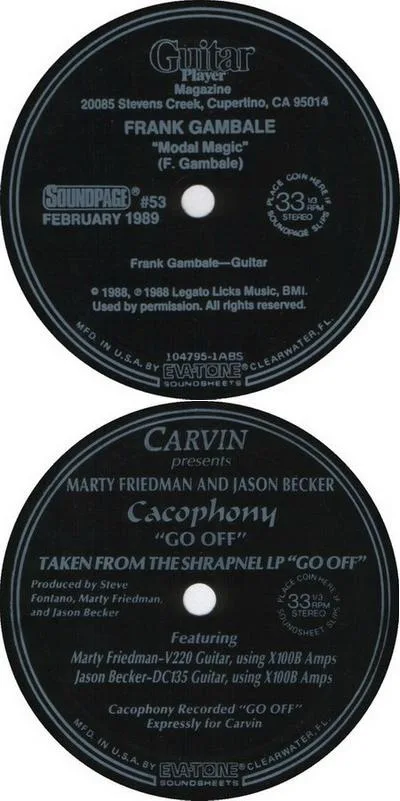 Guitar
Player
Magazine
20085 Stevens Creek, Cupertino, CA 95014
FRANK GAMBALE
"Modal Magic"
(F. Gambale)
SOUNDPAGE® #53
FEBRUARY 1989
PLACE COIN HERE IF
33 1/3
RPM
STEREO
SOUNDPAGE SLIPS
Frank Gambale—Guitar
© 1988, ℗ 1988 Legato Licks Music, BMI.
Used by permission. All rights reserved.
104795-1ABS
MFD. IN U.S.A. BY EVA-TONE® CLEARWATER, FL.
SOUNDSHEETS
CARVIN
presents
MARTY FRIEDMAN AND JASON BECKER
Cacophony
"GO OFF"
TAKEN FROM THE SHRAPNEL LP "GO OFF"
Produced by Steve
Fontano, Marty Friedman,
and Jason Becker
PLACE COIN HERE
33 1/3
RPM
STEREO
IF SOUNDSHEET SLIPS
Featuring
Marty Friedman–V220 Guitar, using X100B Amps
Jason Becker–DC135 Guitar, using X100B Amps
Cacophony Recorded "GO OFF"
Expressly for Carvin
MFD. IN U.S.A. BY EVA-TONE® CLEARWATER, FL.
SOUNDSHEETS